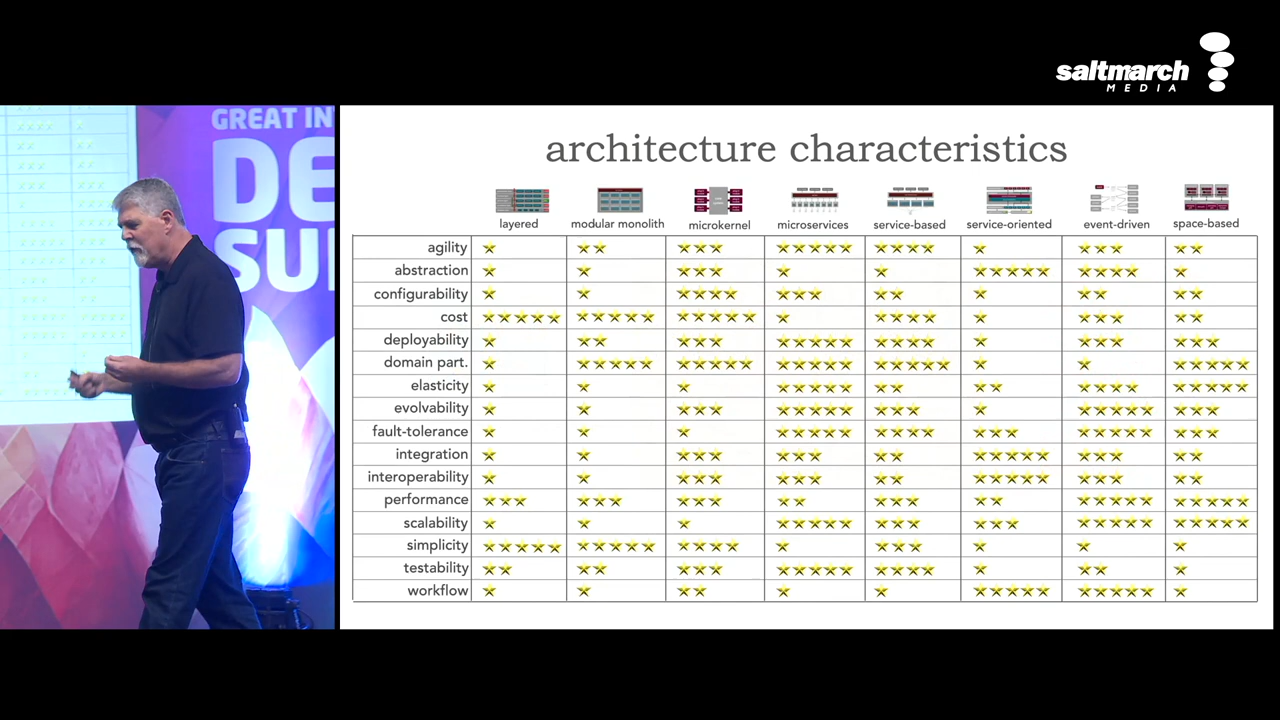 saltmarch
MEDIA
GREAT IN
DE
SU
architecture characteristics
layered modular monolith microkernel microservices service-based service-oriented event-driven space-based
agility ★ ★★ ★★★ ★★★★★ ★★★★ ★ ★★★ ★★
abstraction ★ ★ ★★★ ★ ★ ★★★★★ ★★★★ ★
configurability ★ ★ ★★★★ ★★★ ★★ ★ ★★ ★★
cost ★★★★★ ★★★★★ ★★★★★ ★ ★★★★ ★ ★★★ ★★
deployability ★ ★★ ★★★ ★★★★★ ★★★★ ★ ★★★ ★★★
domain part. ★ ★★★★★ ★★★★★ ★★★★★ ★★★★★ ★ ★ ★★★★★
elasticity ★ ★ ★ ★★★★★ ★★ ★★ ★★★★ ★★★★★
evolvability ★ ★ ★★★ ★★★★★ ★★★ ★ ★★★★★ ★★★
fault-tolerance ★ ★ ★ ★★★★★ ★★★★ ★★★ ★★★★★ ★★★
integration ★ ★ ★★★ ★★★ ★★ ★★★★★ ★★★ ★★
interoperability ★ ★ ★★★ ★★★ ★★ ★★★★★ ★★★ ★★
performance ★★★ ★★★ ★★★ ★★ ★★★ ★★ ★★★★★ ★★★★★
scalability ★ ★ ★ ★★★★★ ★★★ ★★★ ★★★★★ ★★★★★
simplicity ★★★★★ ★★★★★ ★★★★ ★ ★★★ ★ ★ ★
testability ★★ ★★ ★★★ ★★★★★ ★★★★ ★ ★★ ★
workflow ★ ★ ★★ ★ ★ ★★★★★ ★★★★★ ★